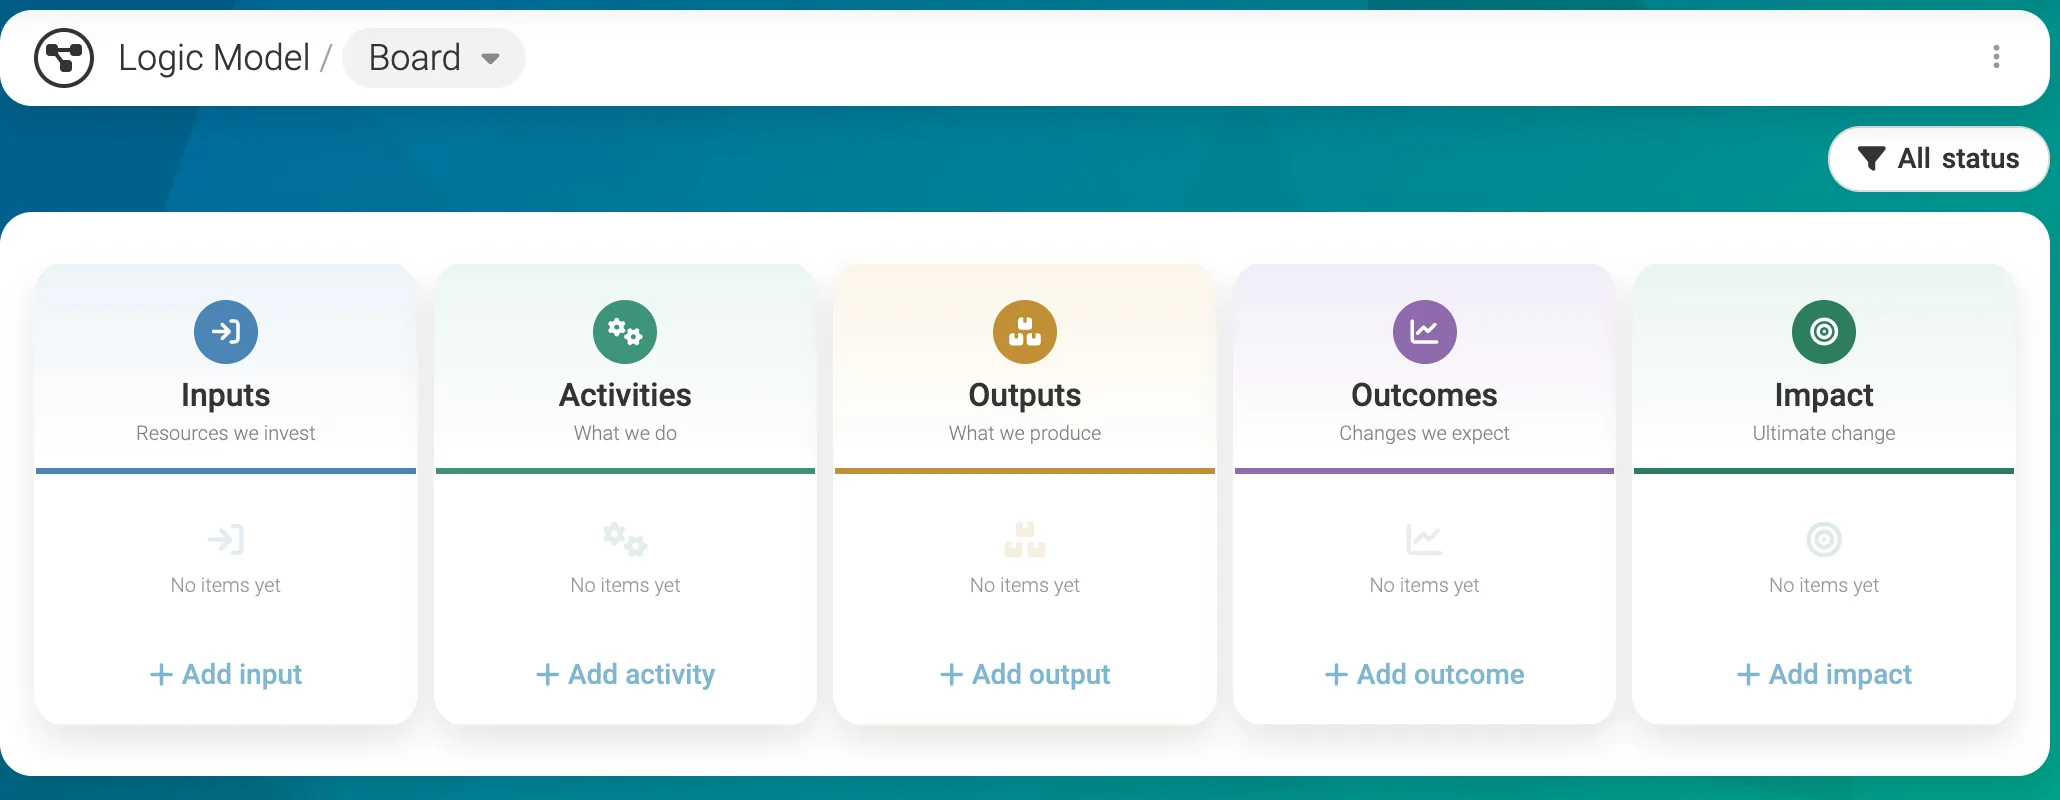 Logic Model / Board
All status
Inputs
Resources we invest
No items yet
+ Add input
Activities
What we do
No items yet
+ Add activity
Outputs
What we produce
No items yet
+ Add output
Outcomes
Changes we expect
No items yet
+ Add outcome
Impact
Ultimate change
No items yet
+ Add impact